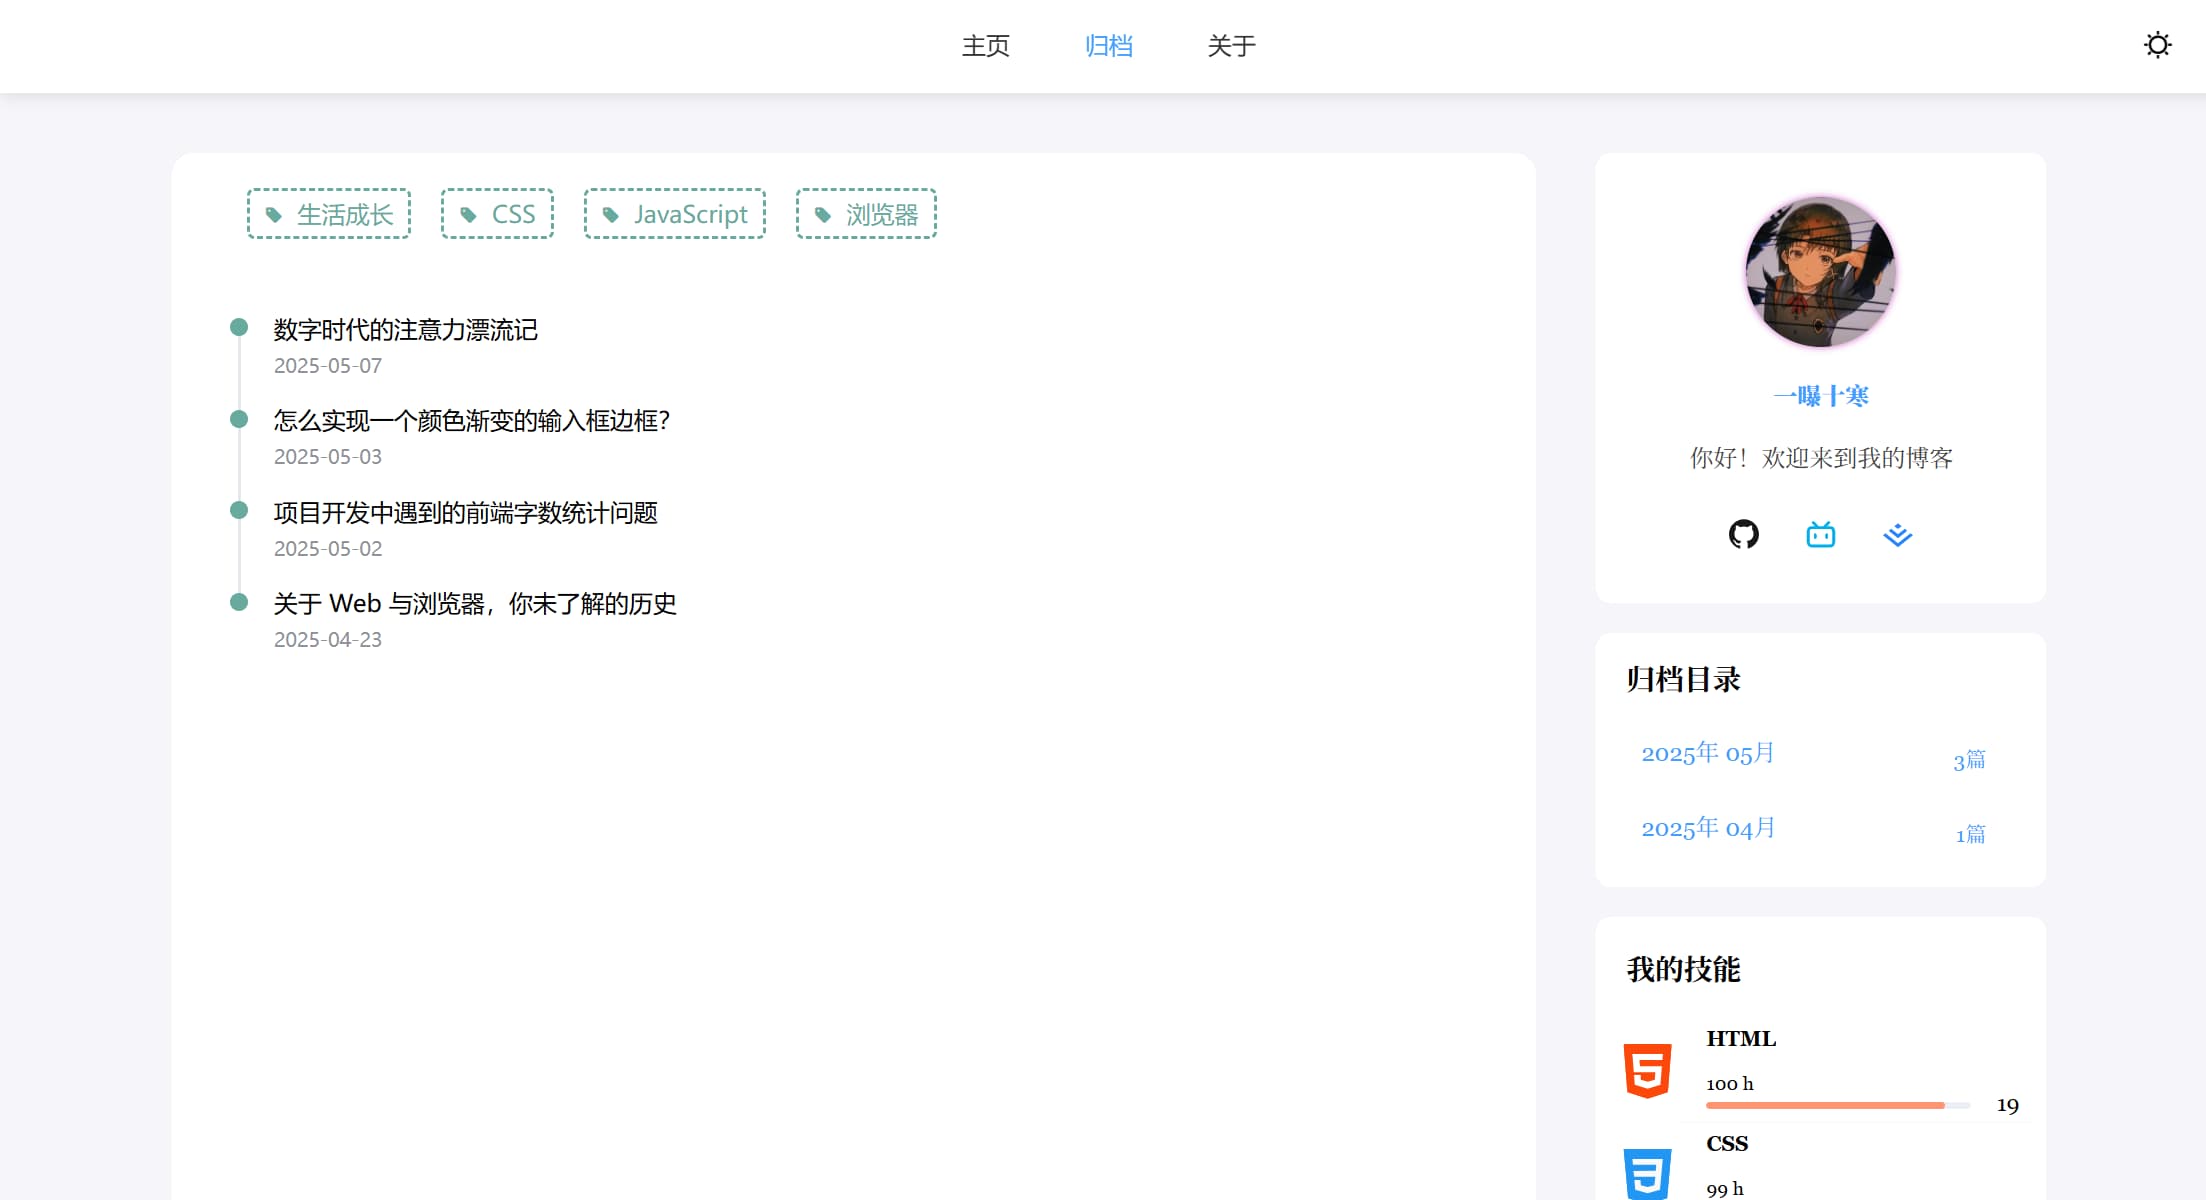 主页 归档 关于
生活成长 CSS JavaScript 浏览器
数字时代的注意力漂流记
2025-05-07
怎么实现一个颜色渐变的输入框边框?
2025-05-03
项目开发中遇到的前端字数统计问题
2025-05-02
关于 Web 与浏览器，你未了解的历史
2025-04-23
一曝十寒
你好！欢迎来到我的博客
归档目录
2025年 05月 3篇
2025年 04月 1篇
我的技能
HTML
100 h
19
CSS
99 h